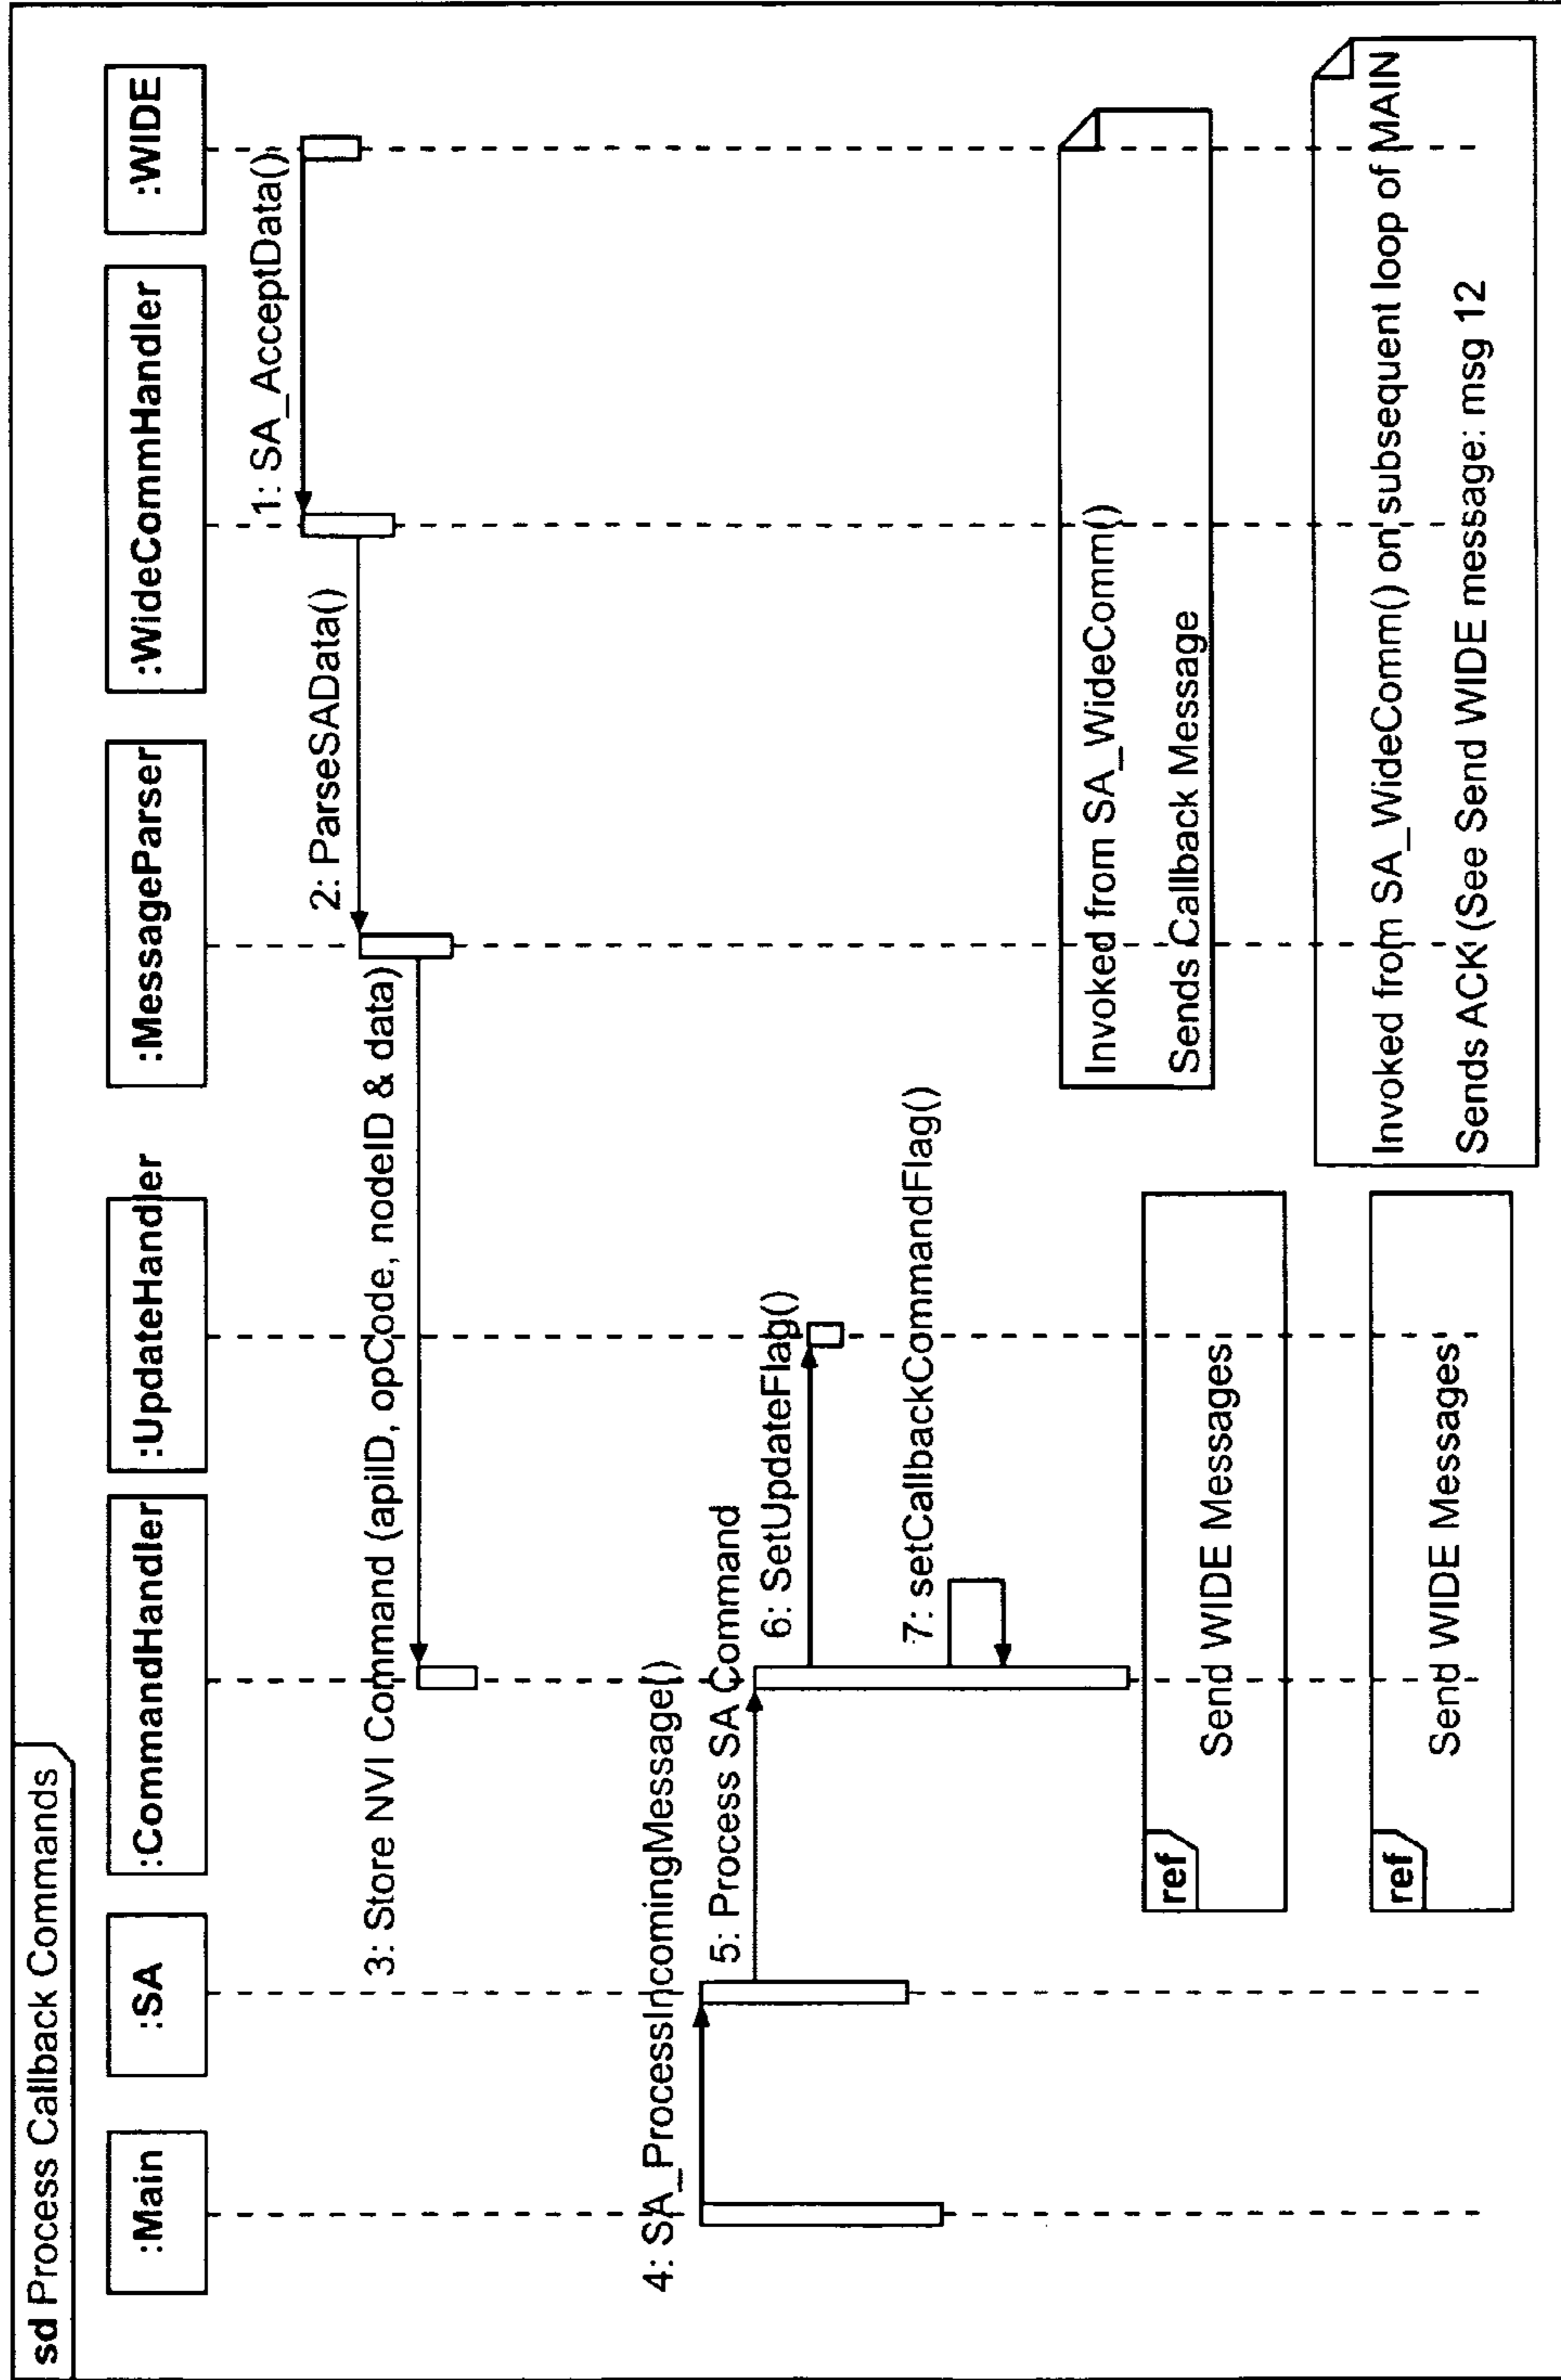 sd Process Callback Commands
:Main
:SA
:CommandHandler
:UpdateHandler
:MessageParser
:WideCommHandler
:WIDE
1: SA_AcceptData()
2: ParseSAData()
3: Store NVI Command (apiID, opCode, nodeID & data)
4: SA_ProcessIncomingMessage()
5: Process SA Command
6: SetUpdateFlag()
7: setCallbackCommandFlag()
Invoked from SA_WideComm()
Sends Callback Message
ref
Send WIDE Messages
Invoked from SA_WideComm() on subsequent loop of MAIN
Sends ACK (See Send WIDE message: msg 12
ref
Send WIDE Messages